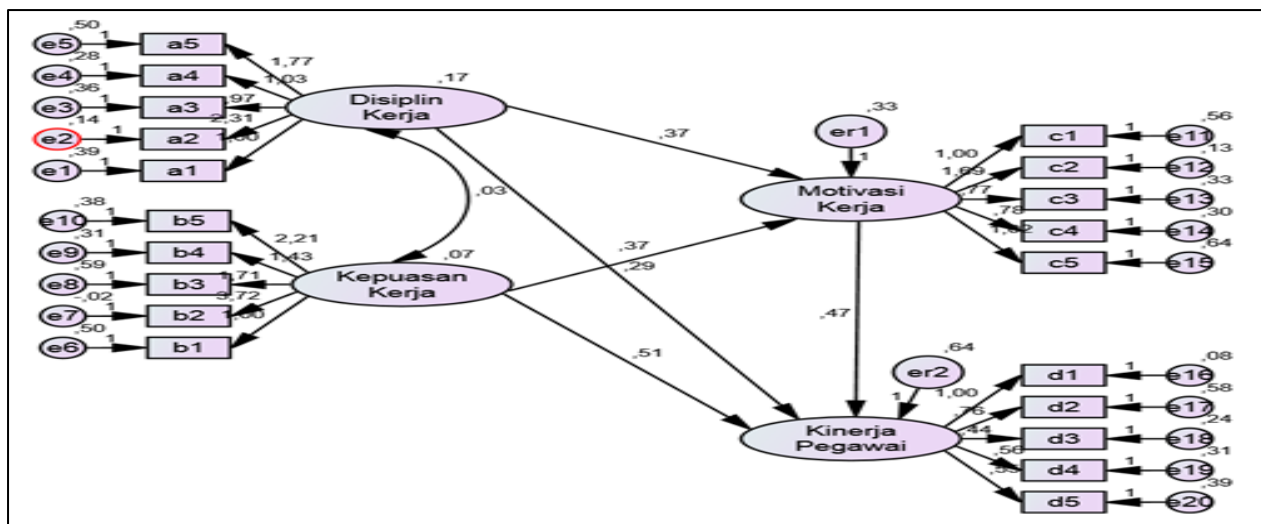 ,50
e5 1 a5
,28
e4 1 a4
,36
e3 1 a3
,14
e2 1 a2
,39
e1 1 a1
1,77
1,03
,97
2,31
,17
Disiplin
Kerja
,03
,38
e10 1 b5
,31
e9 1 b4
,59
e8 1 b3
-,02
e7 1 b2
,50
e6 1 b1
2,21
1,43
1,71
3,72
,07
Kepuasan
Kerja
,37
,37
,29
,51
,47
,33
er1
1
Motivasi
Kerja
1,00
1,69
,77
,78
,56
c1 1 e11
,13
c2 1 e12
,33
c3 1 e13
,30
c4 1 e14
,64
c5 1 e15
,64
er2
1
Kinerja
Pegawai
1,00
,76
,44
,56
,08
d1 1 e16
,58
d2 1 e17
,24
d3 1 e18
,31
d4 1 e19
,39
d5 1 e20